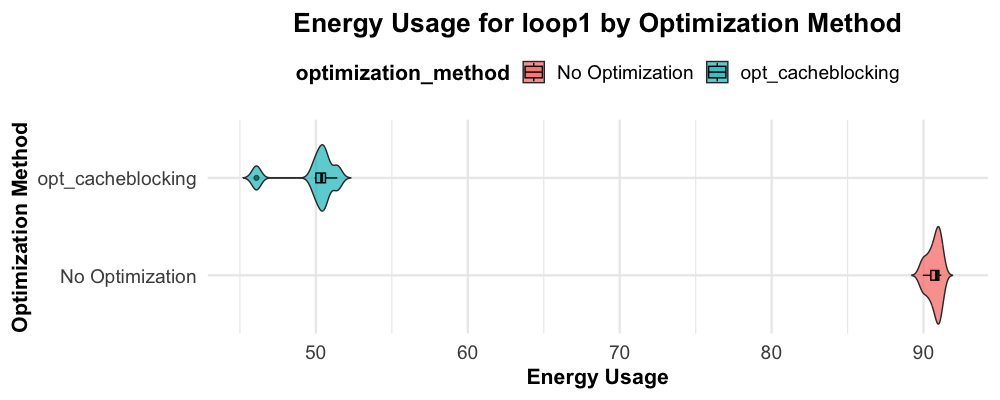 Energy Usage for loop1 by Optimization Method
optimization_method No Optimization opt_cacheblocking
Optimization Method
opt_cacheblocking
No Optimization
50 60 70 80 90
Energy Usage